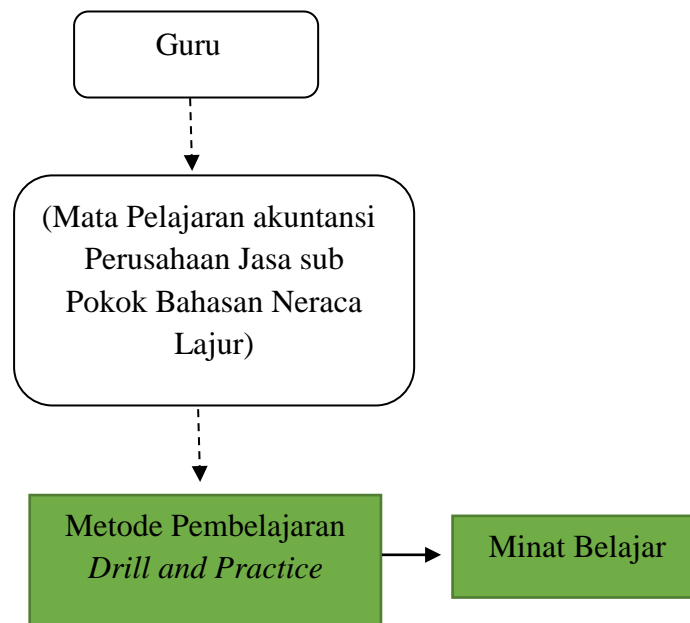 Guru
(Mata Pelajaran akuntansi
Perusahaan Jasa sub
Pokok Bahasan Neraca
Lajur)
Metode Pembelajaran
Drill and Practice
Minat Belajar